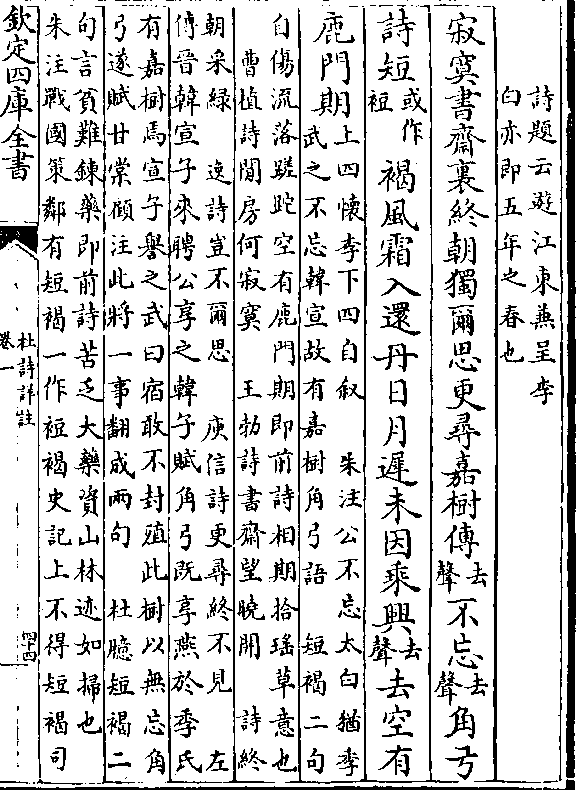 詩題云遊江東兼呈李
白亦即五年之春也
寂寞書齋裏終朝獨爾思更尋嘉樹傳去聲不忘去聲角弓
詩短或作裋褐風霜入還丹日月遲未因乘興去聲去空有
鹿門期上四懷李下四自叙　朱注公不忘太白猶季
武之不忘韓宣故有嘉樹角弓語　短褐二句
自傷流落蹉跎空有鹿門期即前詩相期拾瑤草意也
曹植詩閒房何寂寞　王勃詩書齋望曉開　詩終
朝采緑　逸詩豈不爾思　庾信詩更尋終不見　左
傳晉韓宣子來聘公享之韓子賦角弓既享燕於季氏
有嘉樹焉宣子譽之武曰宿敢不封殖此樹以無忘角
弓遂賦甘棠顧注此將一事翻成兩句　杜臆短褐二
句言貧難鍊藥即前詩苦乏大藥資山林迹如掃也
朱注戰國策鄰有短褐一作裋褐史記上不得短褐司
欽定四庫全書
杜詩詳註
卷一
四十四